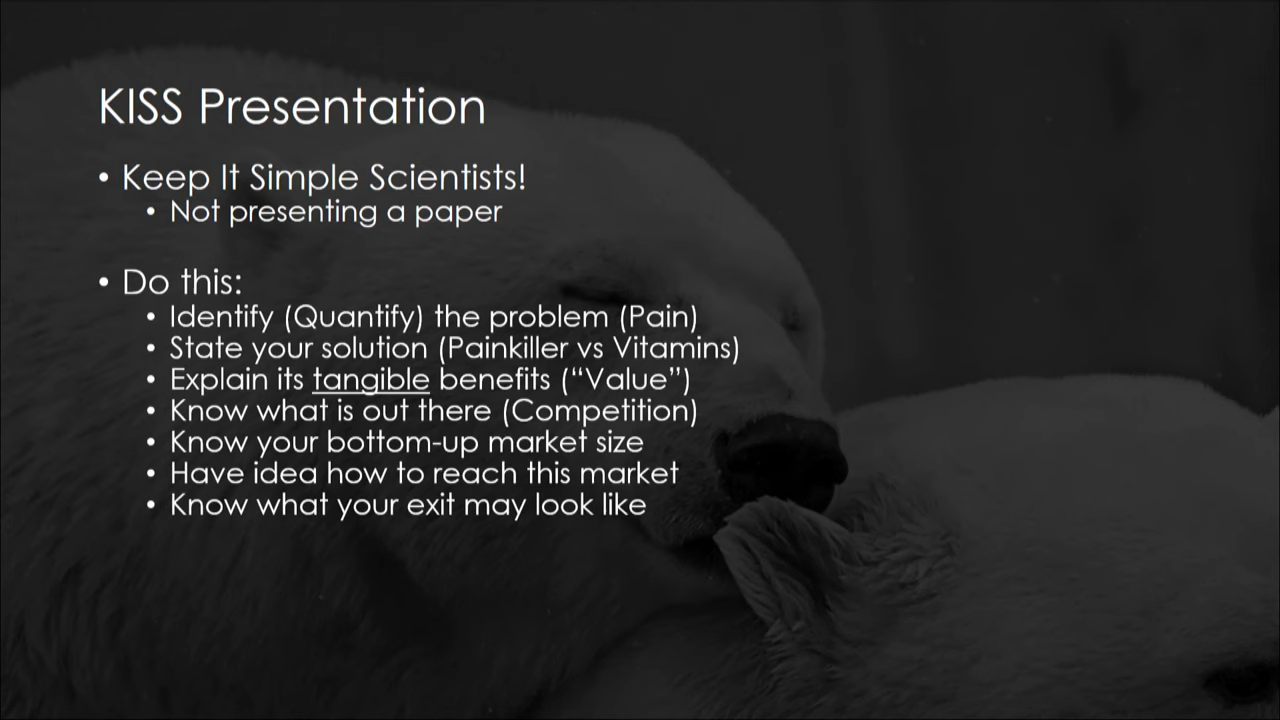 KISS Presentation
• Keep It Simple Scientists!
• Not presenting a paper
• Do this:
• Identify (Quantify) the problem (Pain)
• State your solution (Painkiller vs Vitamins)
• Explain its tangible benefits (“Value”)
• Know what is out there (Competition)
• Know your bottom-up market size
• Have idea how to reach this market
• Know what your exit may look like